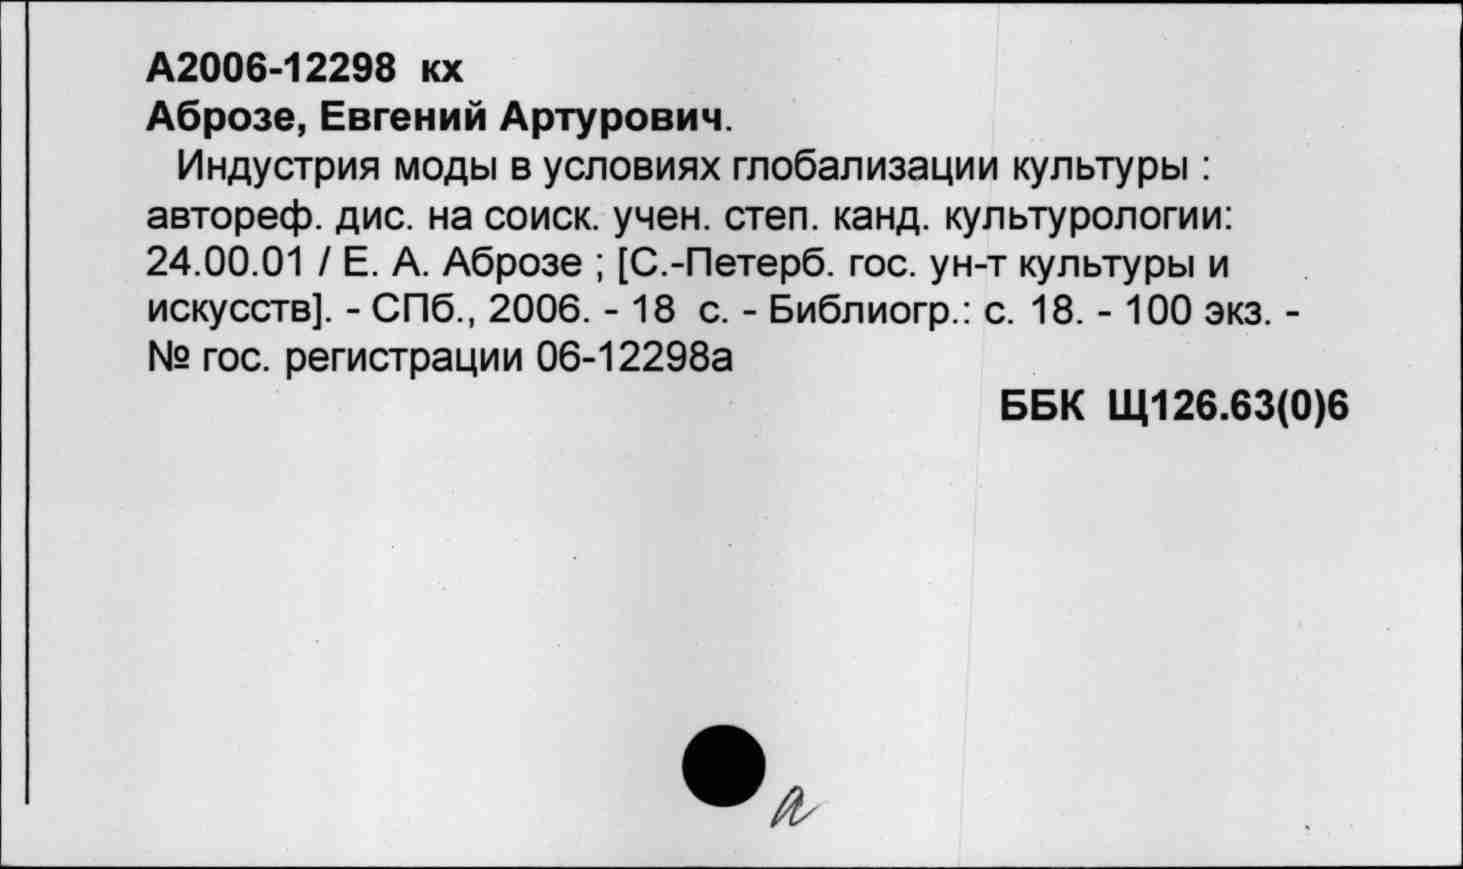 А2006-12298 кх
Аброзе, Евгений Артурович.
Индустрия моды в условиях глобализации культуры :
автореф. дис. на соиск. учен. степ. канд. культурологии:
24.00.01 / Е. А. Аброзе ; [С.-Петерб. гос. ун-т культуры и
искусств]. - СПб., 2006. - 18 с. - Библиогр.: с. 18. - 100 экз. -
№ гос. регистрации 06-12298а
ББК Щ126.63(0)6
а